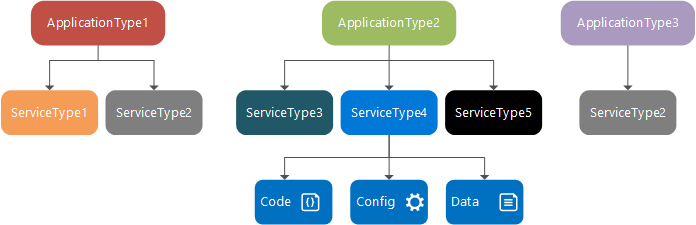 ApplicationType1
ApplicationType2
ApplicationType3
ServiceType1
ServiceType2
ServiceType3
ServiceType4
ServiceType5
ServiceType2
Code
Config
Data